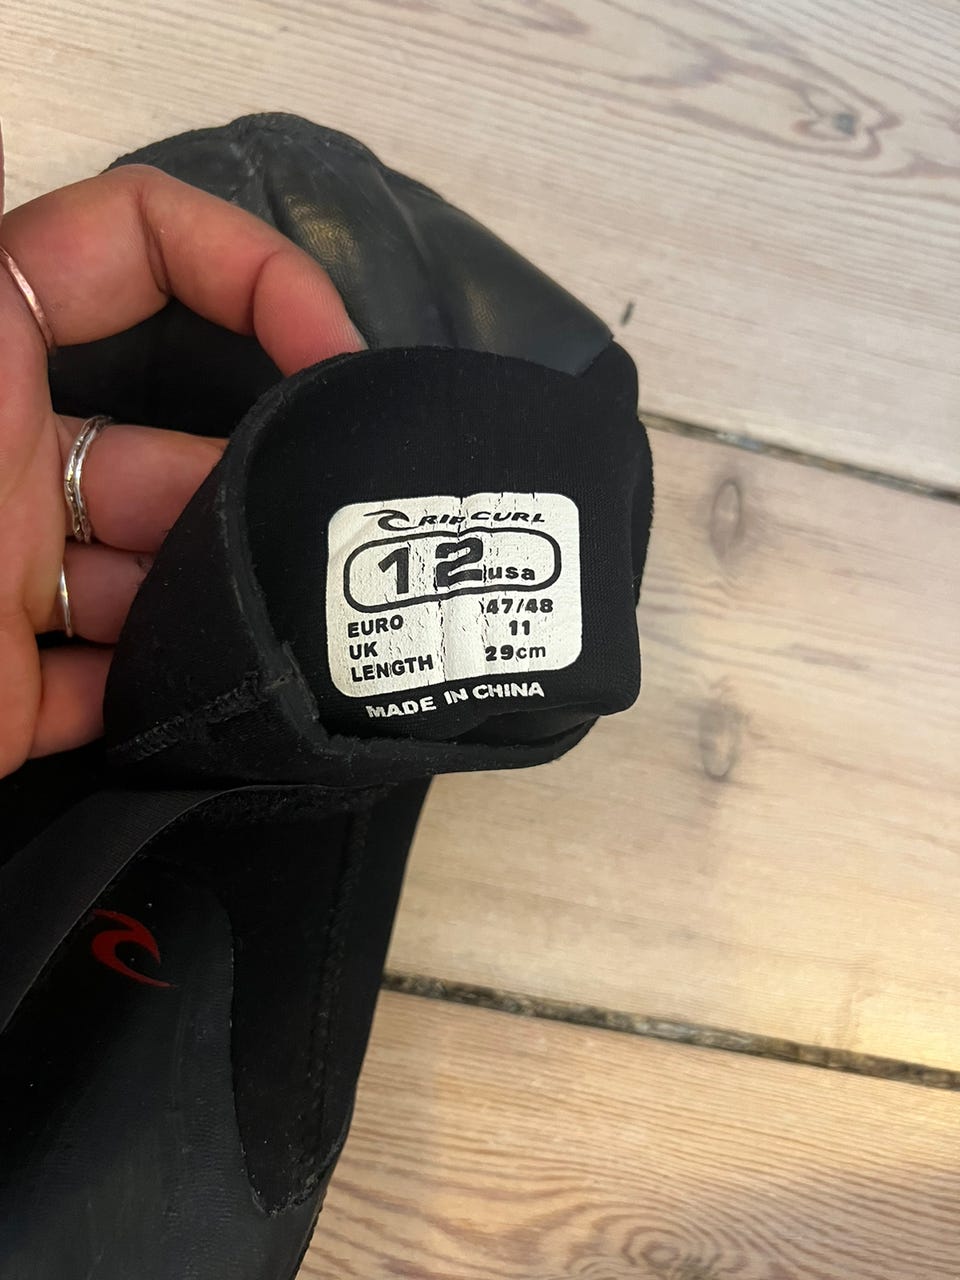 RIP CURL
12 usa
EURO 47/48
UK 11
LENGTH 29cm
MADE IN CHINA